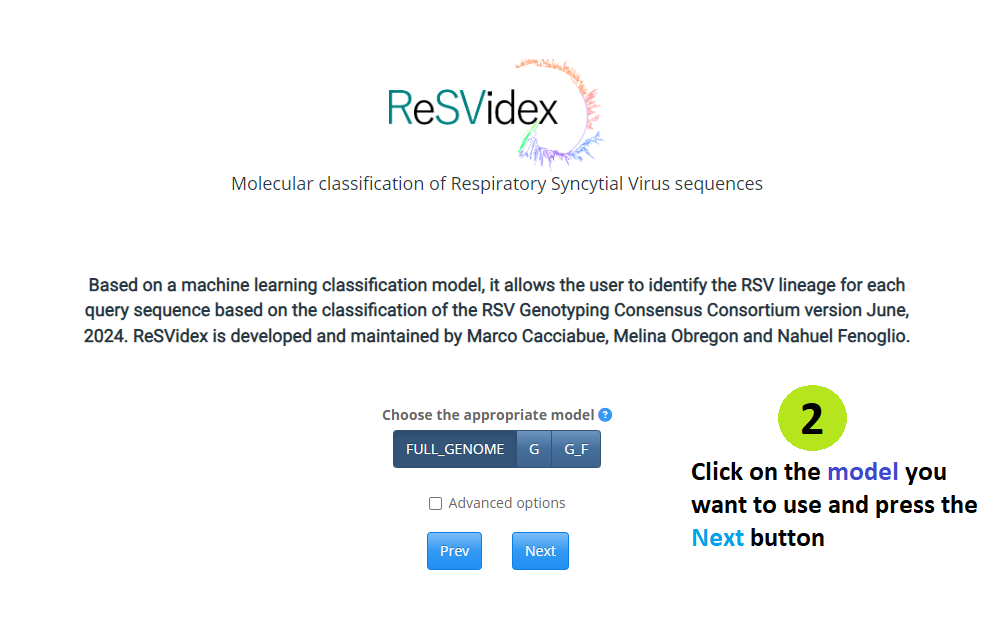 ReSVidex
Molecular classification of Respiratory Syncytial Virus sequences
Based on a machine learning classification model, it allows the user to identify the RSV lineage for each
query sequence based on the classification of the RSV Genotyping Consensus Consortium version June,
2024. ReSVidex is developed and maintained by Marco Cacciabue, Melina Obregon and Nahuel Fenoglio.
Choose the appropriate model ?
FULL_GENOME G G_F
Advanced options
Prev Next
2
Click on the model you
want to use and press the
Next button